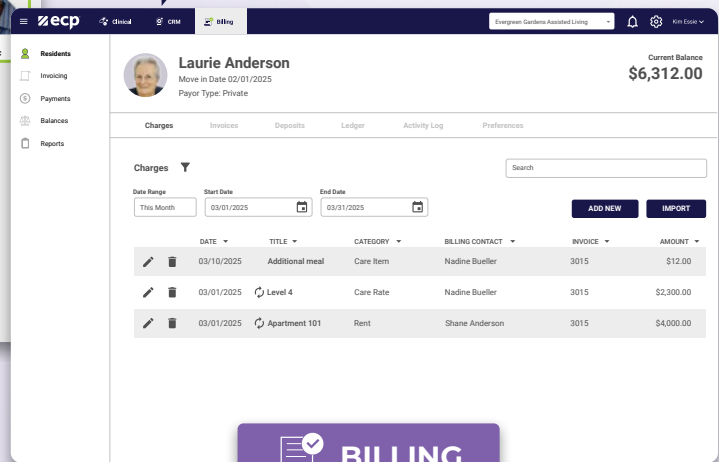 ecp
Clinical
CRM
Billing
Evergreen Gardens Assisted Living
Kim Essie
Residents
Invoicing
Payments
Balances
Reports
Laurie Anderson
Move in Date 02/01/2025
Payor Type: Private
Current Balance
$6,312.00
Charges Invoices Deposits Ledger Activity Log Preferences
Charges
Search
Date Range Start Date End Date
This Month 03/01/2025 03/31/2025
ADD NEW IMPORT
DATE TITLE CATEGORY BILLING CONTACT INVOICE AMOUNT
03/10/2025 Additional meal Care Item Nadine Bueller 3015 $12.00
03/01/2025 Level 4 Care Rate Nadine Bueller 3015 $2,300.00
03/01/2025 Apartment 101 Rent Shane Anderson 3015 $4,000.00
BILLING